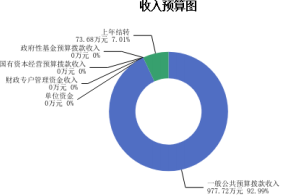 收入预算图
上年结转
73.68万元 7.01%
政府性基金预算拨款收入
0万元 0%
国有资本经营预算拨款收入
0万元 0%
财政专户管理资金收入
0万元 0%
单位资金
0万元 0%
一般公共预算拨款收入
977.72万元 92.99%